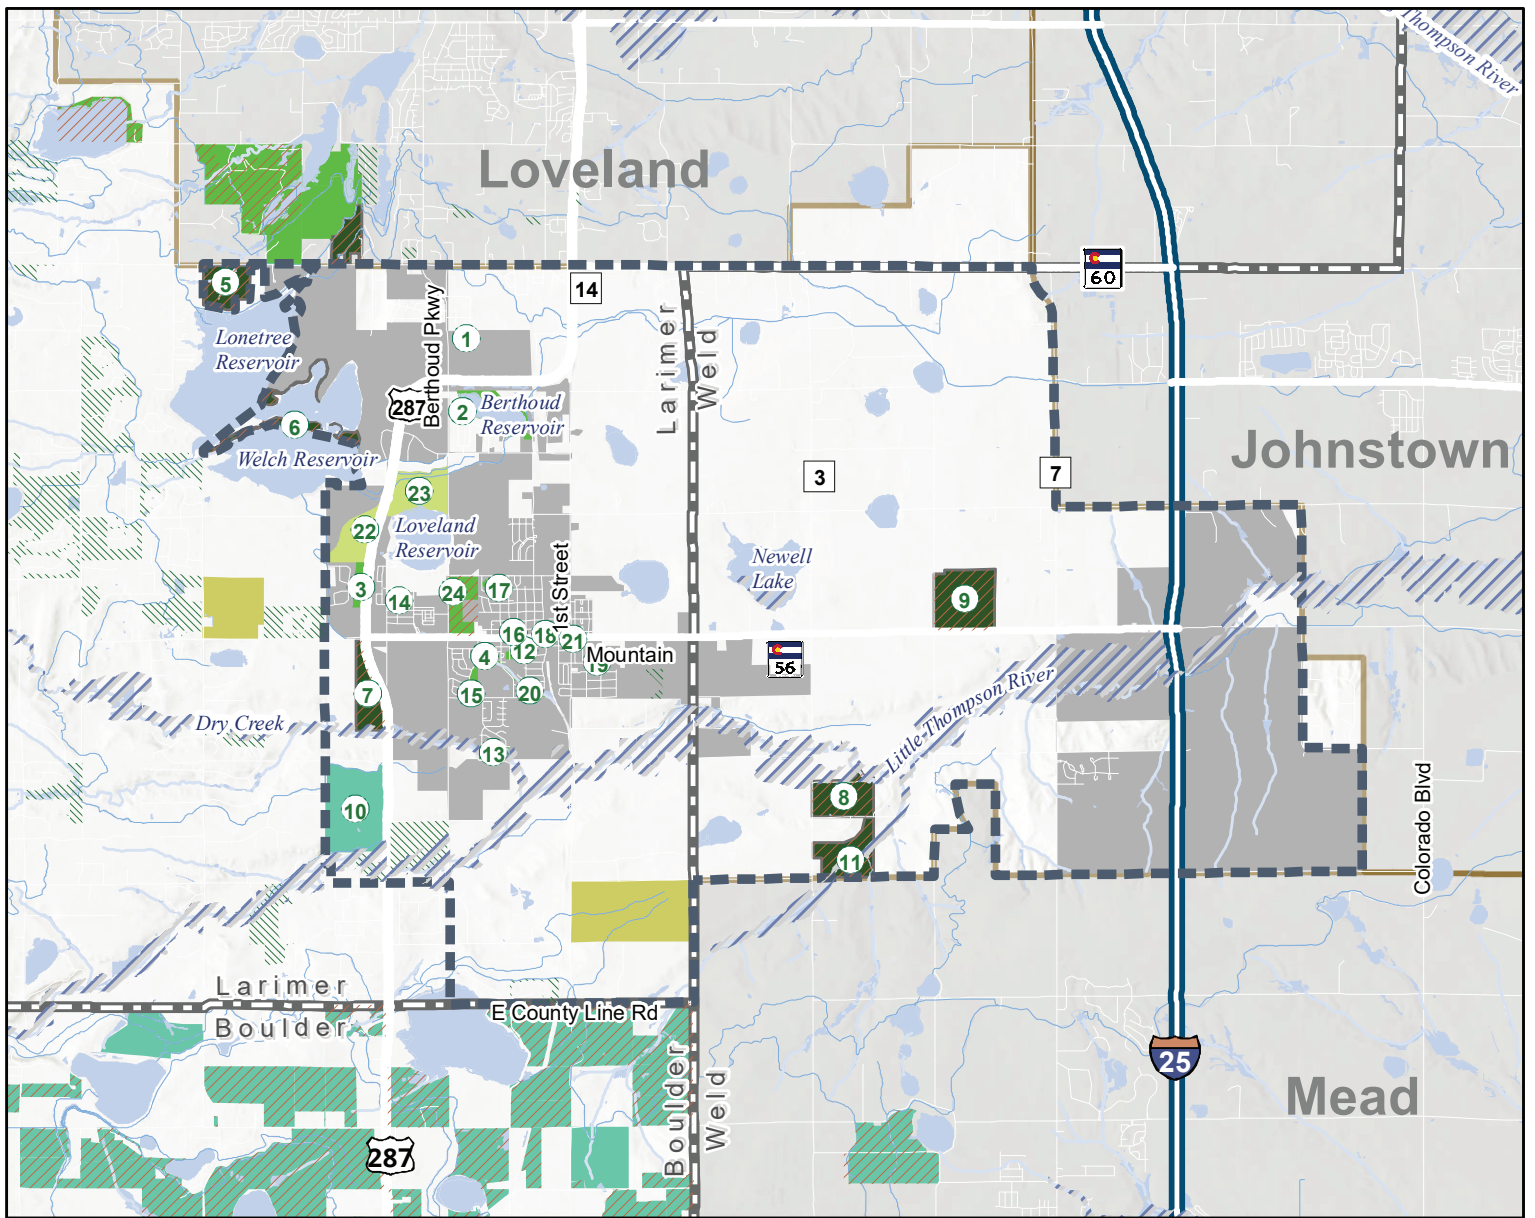 Thompson River
Loveland
5
14
60
Lonetree
Reservoir
Berthoud Pkwy
1
Larimer
Weld
287
2
Berthoud
Reservoir
6
Welch Reservoir
Johnstown
3
7
23
22
Loveland
Reservoir
1st Street
Newell
Lake
3
14
24
17
9
16
18
21
12
4
Mountain
19
56
7
15
20
Little Thompson River
Dry Creek
13
8
10
11
Colorado Blvd
Larimer
Boulder
E County Line Rd
Boulder
Weld
25
Mead
287